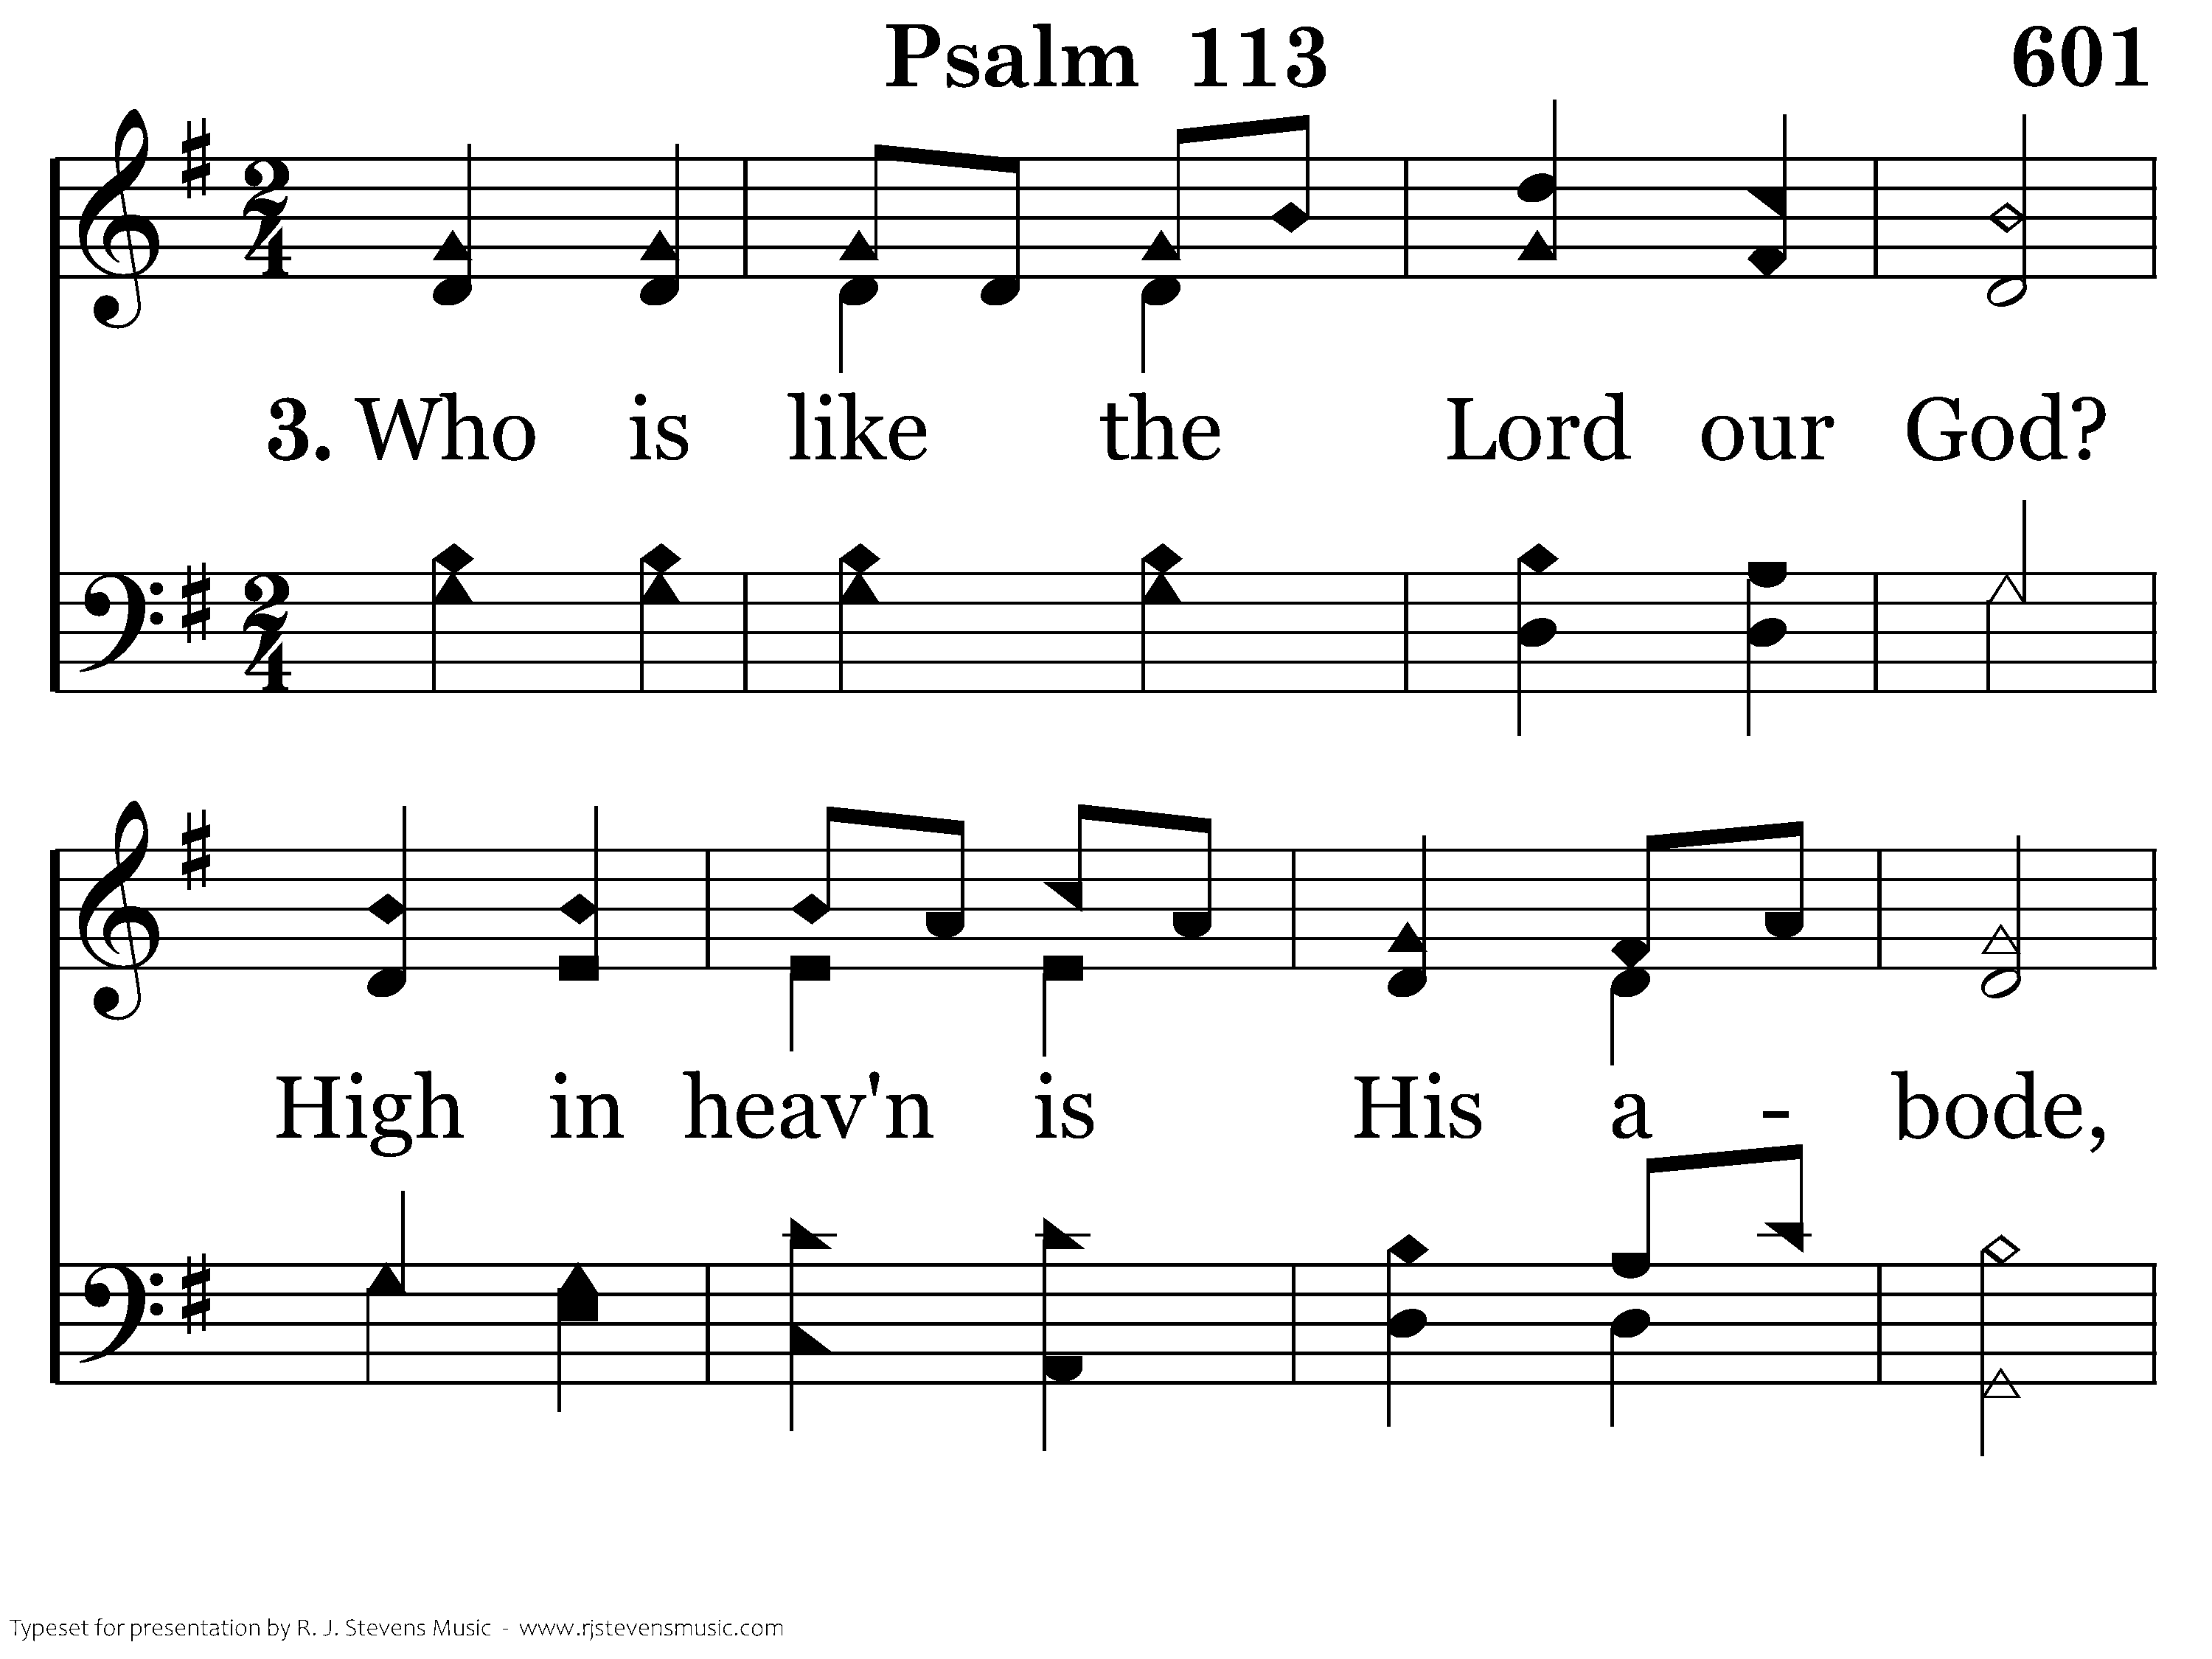 Psalm 113 601
3. Who is like the Lord our God?
High in heav'n is His a - bode,
Typeset for presentation by R. J. Stevens Music - www.rjstevensmusic.com